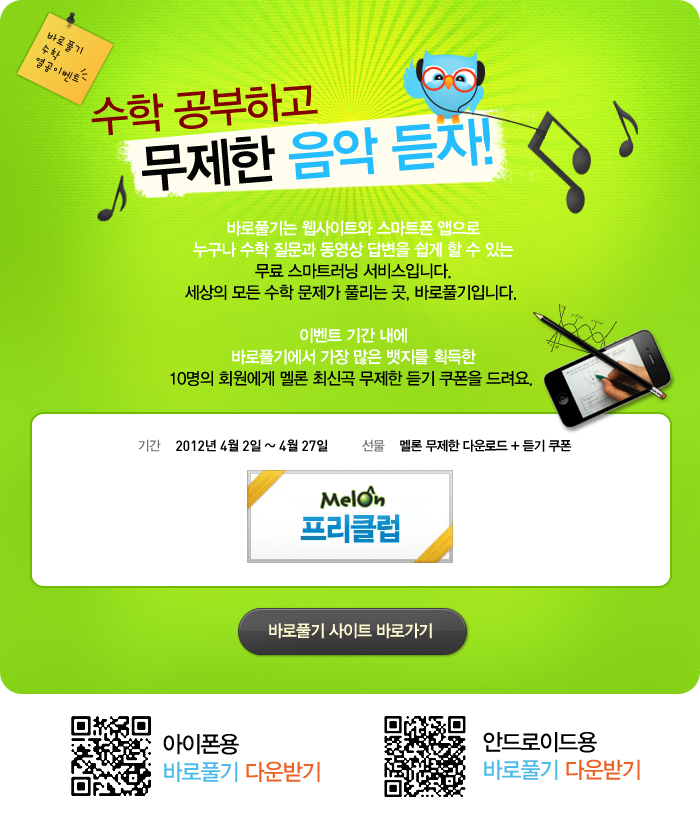 바로풀기
수학
열공이벤트
수학 공부하고
무제한 음악 듣자!
바로풀기는 웹사이트와 스마트폰 앱으로
누구나 수학 질문과 동영상 답변을 쉽게 할 수 있는
무료 스마트러닝 서비스입니다.
세상의 모든 수학 문제가 풀리는 곳, 바로풀기입니다.
이벤트 기간 내에
바로풀기에서 가장 많은 뱃지를 획득한
10명의 회원에게 멜론 최신곡 무제한 듣기 쿠폰을 드려요.
기간 2012년 4월 2일 ~ 4월 27일 선물 멜론 무제한 다운로드 + 듣기 쿠폰
Melon
프리클럽
바로풀기 사이트 바로가기
아이폰용
바로풀기 다운받기
안드로이드용
바로풀기 다운받기